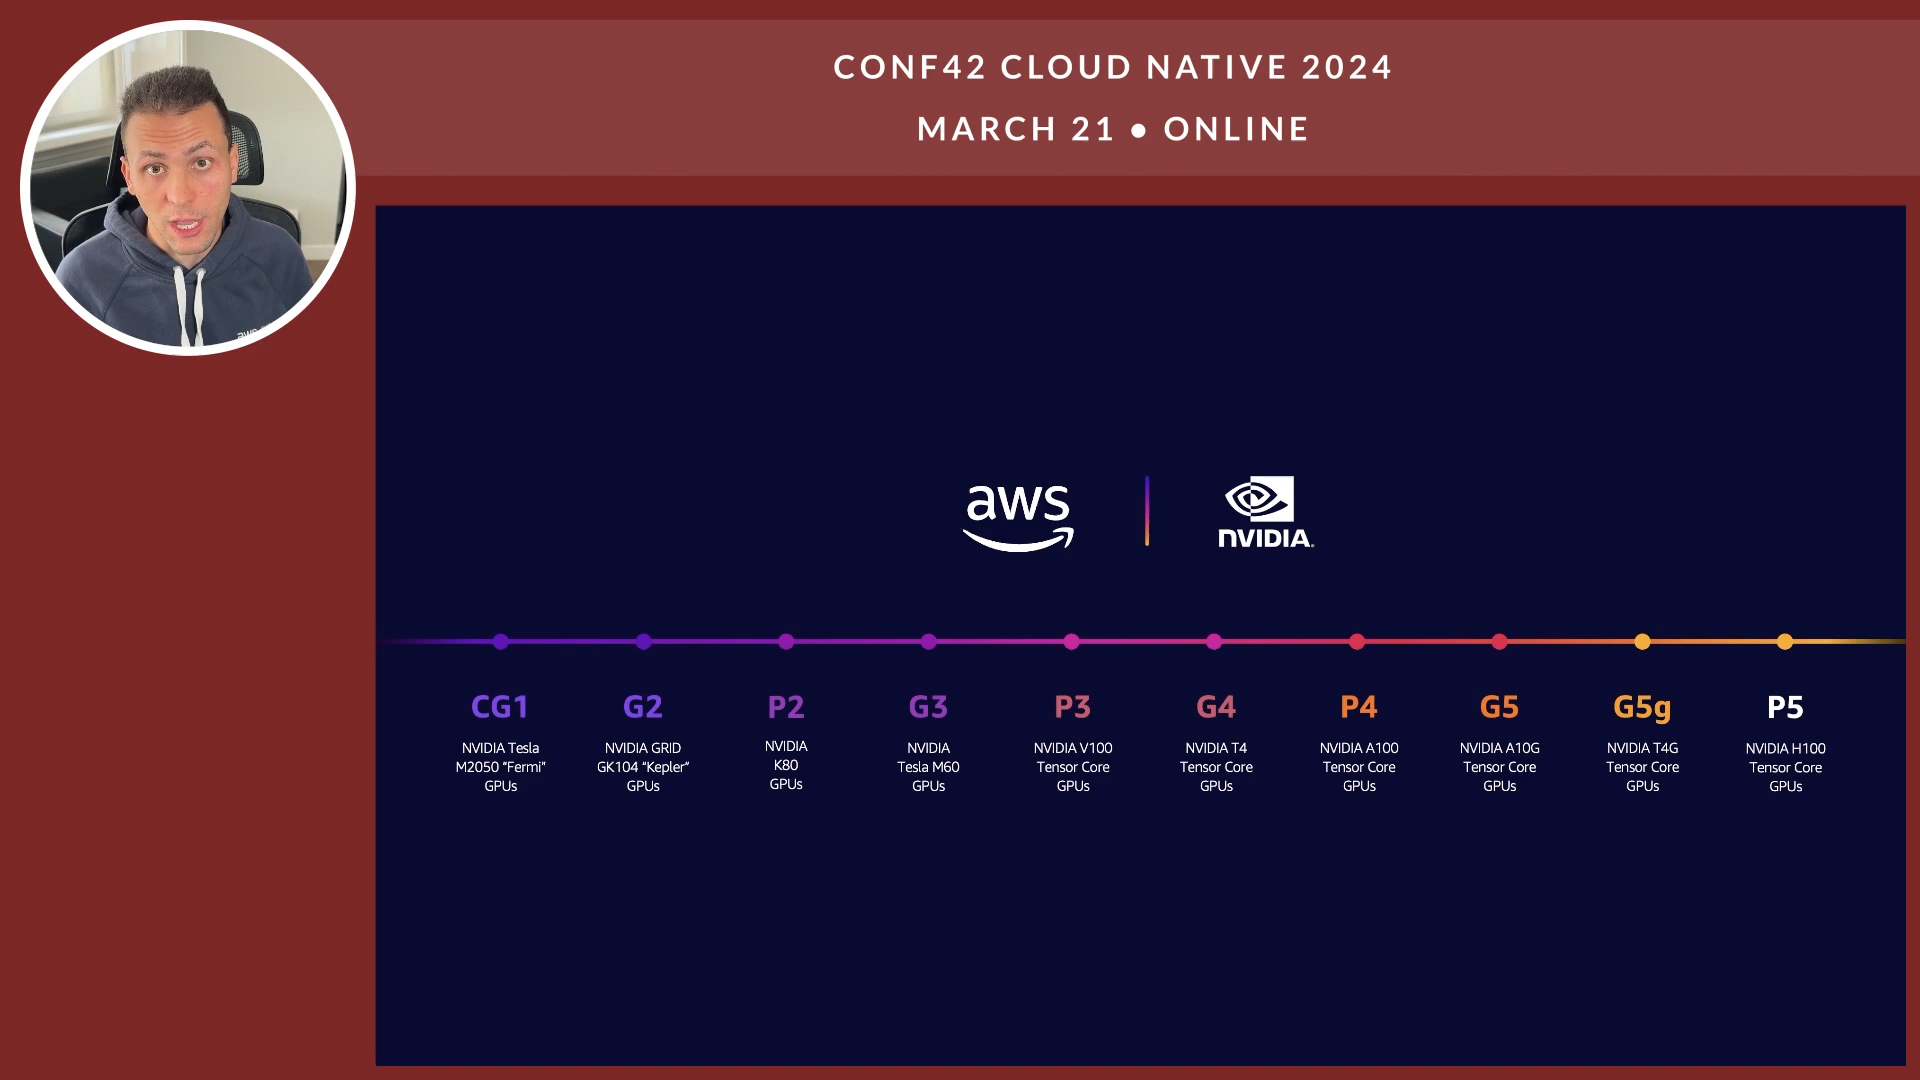 CONF42 CLOUD NATIVE 2024
MARCH 21 • ONLINE
aws
aws
NVIDIA.
CG1
NVIDIA Tesla
M2050 "Fermi"
GPUs
G2
NVIDIA GRID
GK104 "Kepler"
GPUs
P2
NVIDIA
K80
GPUs
G3
NVIDIA
Tesla M60
GPUs
P3
NVIDIA V100
Tensor Core
GPUs
G4
NVIDIA T4
Tensor Core
GPUs
P4
NVIDIA A100
Tensor Core
GPUs
G5
NVIDIA A10G
Tensor Core
GPUs
G5g
NVIDIA T4G
Tensor Core
GPUs
P5
NVIDIA H100
Tensor Core
GPUs